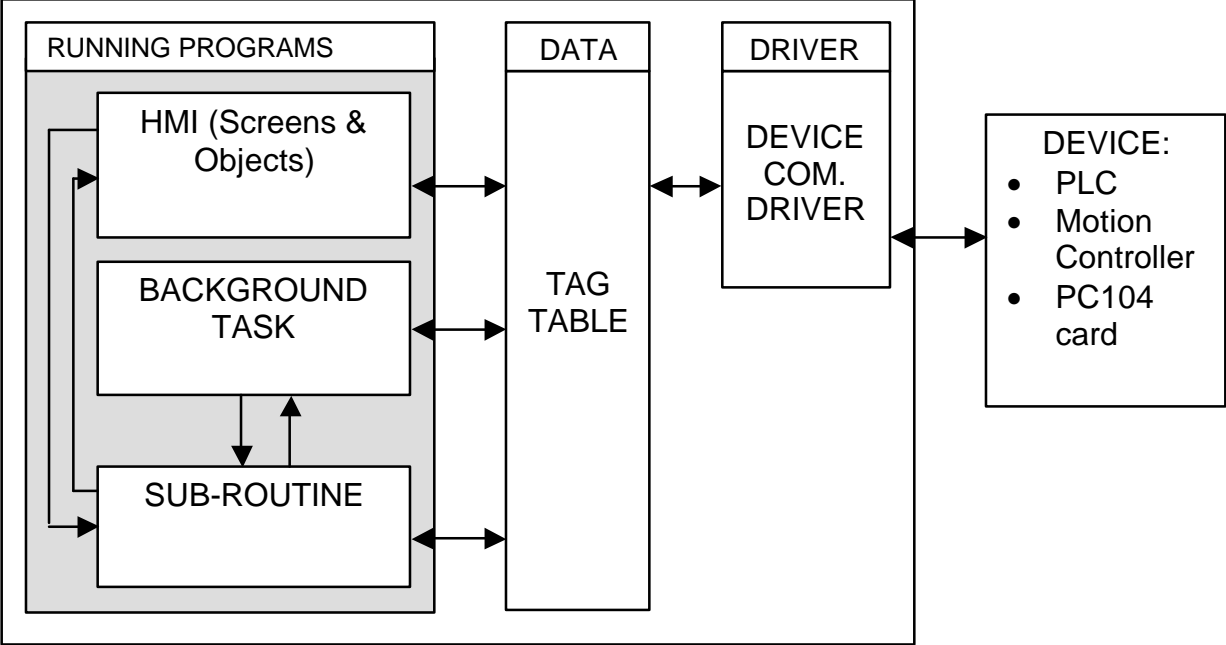 RUNNING PROGRAMS
HMI (Screens &
Objects)
BACKGROUND
TASK
SUB-ROUTINE
DATA
TAG
TABLE
DRIVER
DEVICE
COM.
DRIVER
DEVICE:
• PLC
• Motion
Controller
• PC104
card